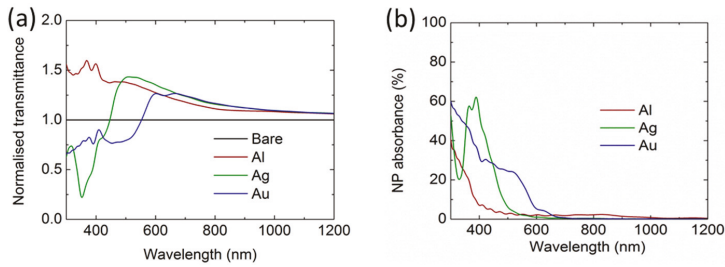 (a)
Normalised transmittance
2.0
1.5
1.0
0.5
0.0
Bare
Al
Ag
Au
400 600 800 1000 1200
Wavelength (nm)
(b)
NP absorbance (%)
100
80
60
40
20
0
Al
Ag
Au
400 600 800 1000 1200
Wavelength (nm)